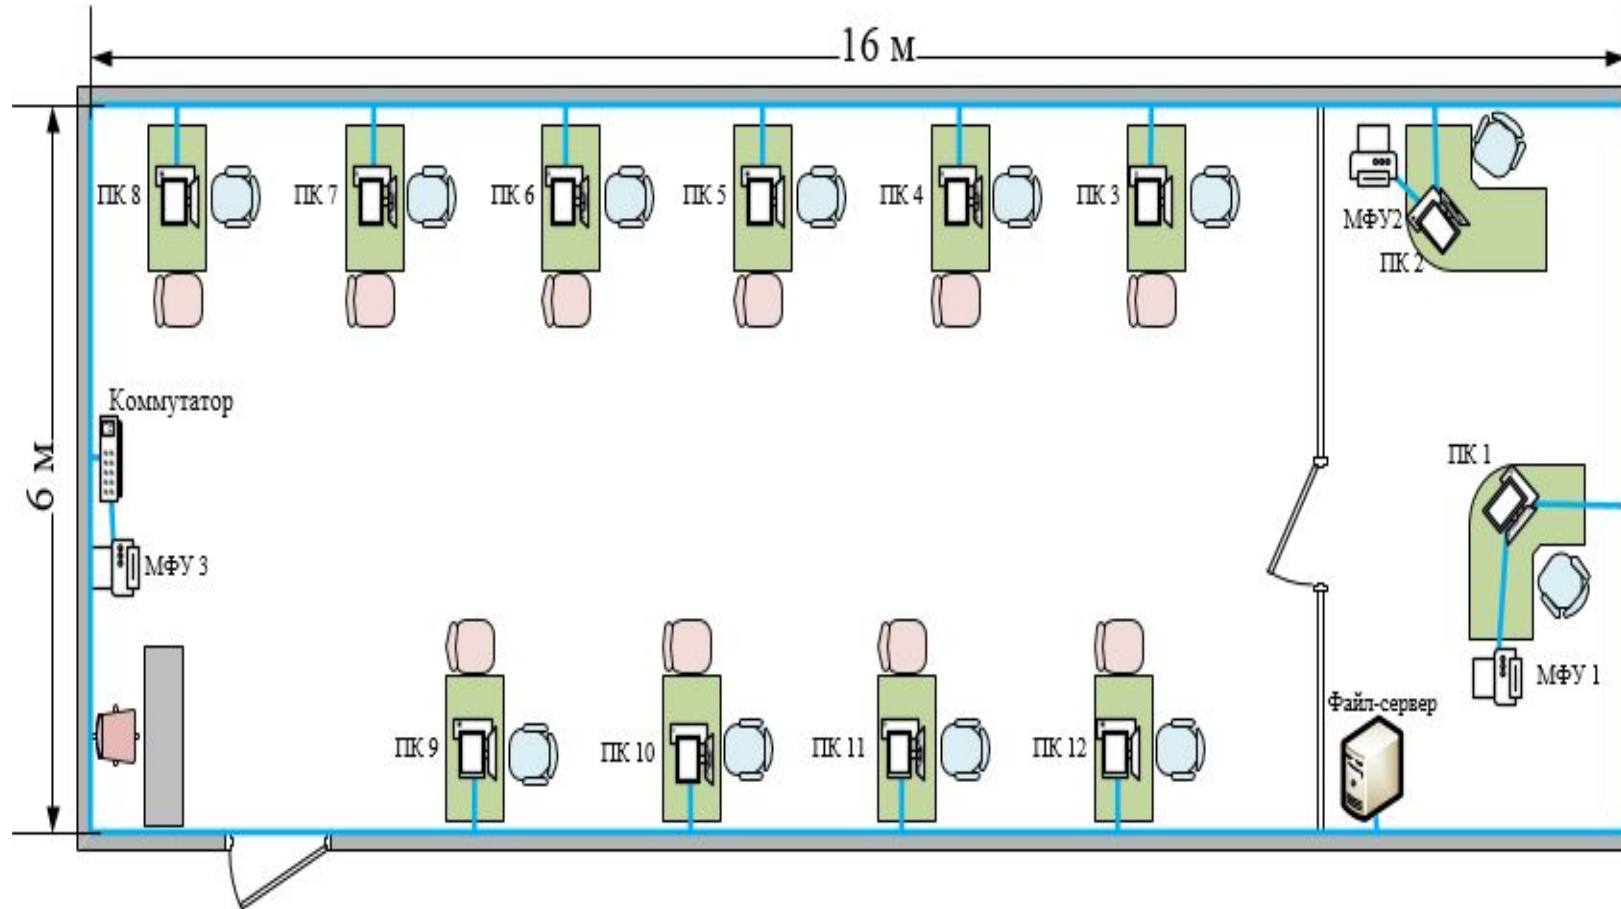 16 м
6 м
ПК 8
ПК 7
ПК 6
ПК 5
ПК 4
ПК 3
МФУ2
ПК 2
Коммутатор
ПК 1
МФУ 3
МФУ 1
Файл-сервер
ПК 9
ПК 10
ПК 11
ПК 12